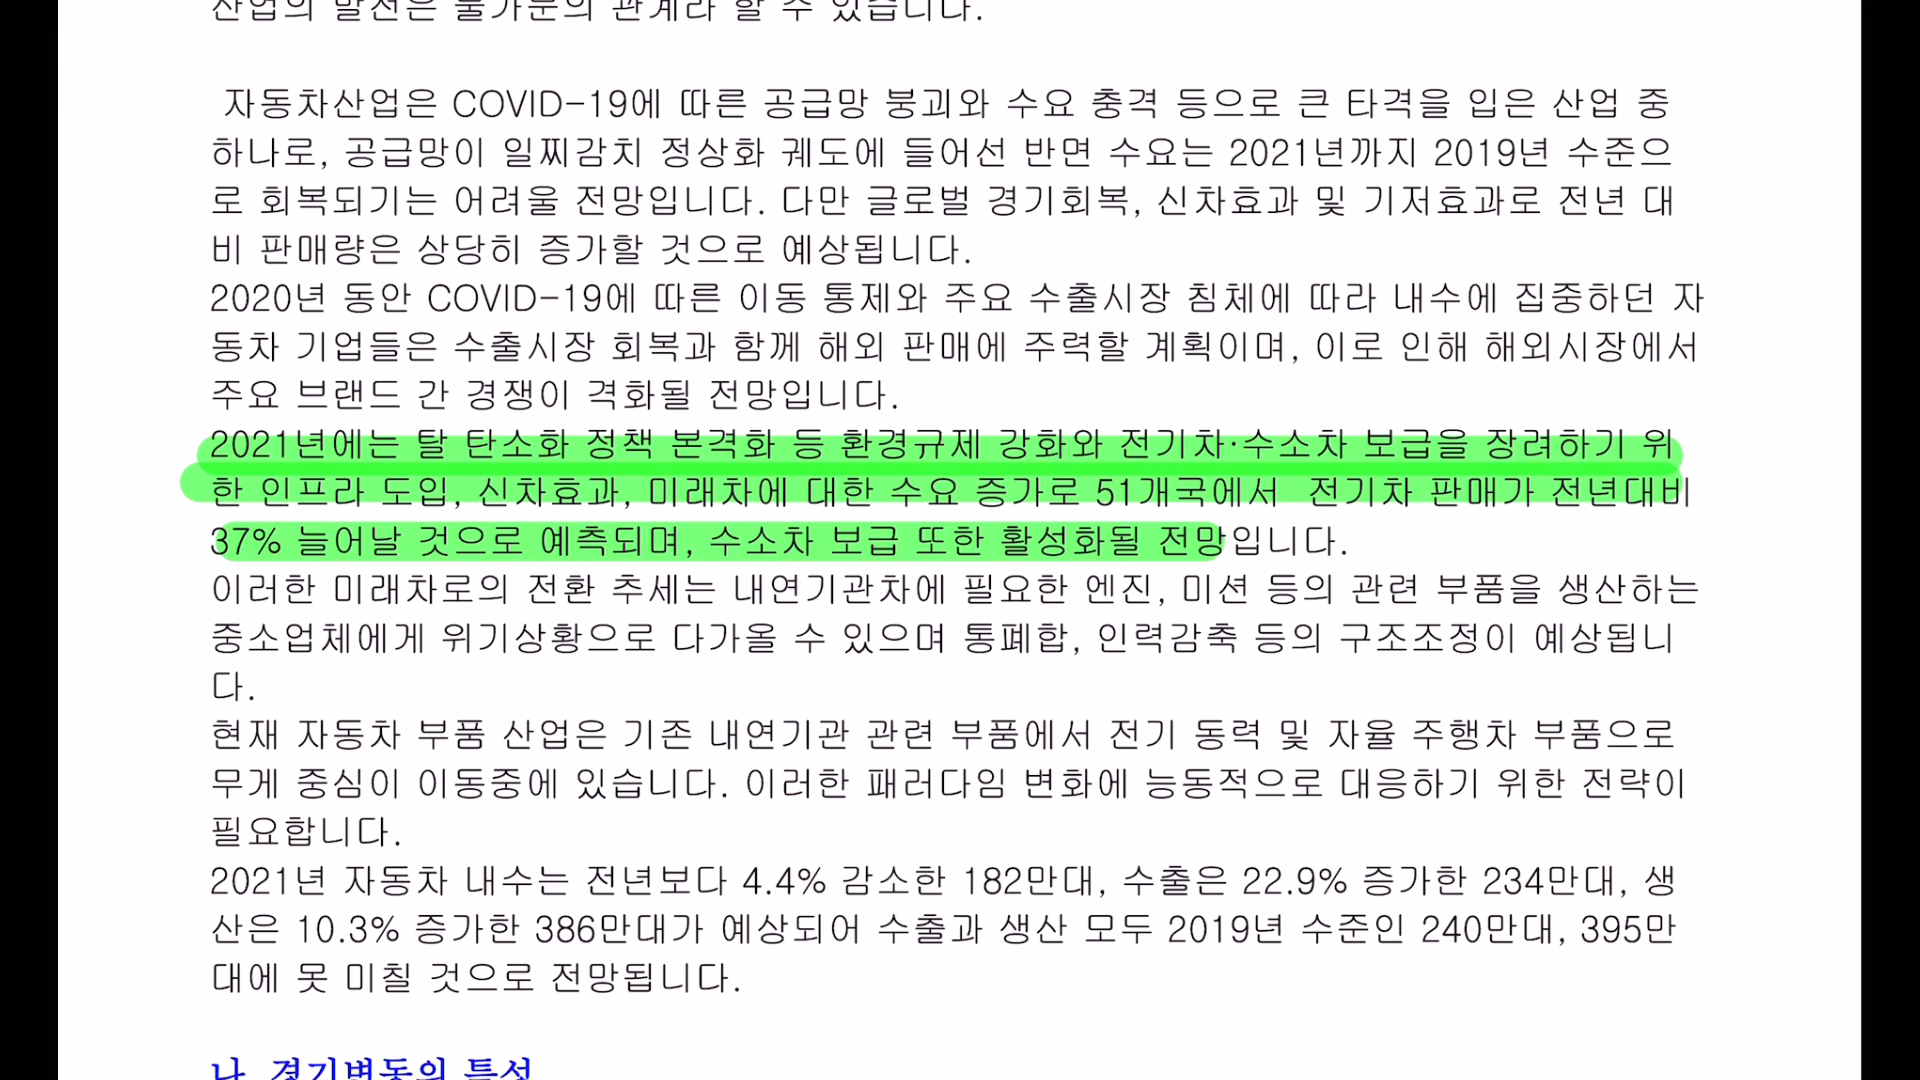 산업의 발전은 불가분의 관계라 할 수 있습니다.
자동차산업은 COVID-19에 따른 공급망 붕괴와 수요 충격 등으로 큰 타격을 입은 산업 중
하나로, 공급망이 일찌감치 정상화 궤도에 들어선 반면 수요는 2021년까지 2019년 수준으
로 회복되기는 어려울 전망입니다. 다만 글로벌 경기회복, 신차효과 및 기저효과로 전년 대
비 판매량은 상당히 증가할 것으로 예상됩니다.
2020년 동안 COVID-19에 따른 이동 통제와 주요 수출시장 침체에 따라 내수에 집중하던 자
동차 기업들은 수출시장 회복과 함께 해외 판매에 주력할 계획이며, 이로 인해 해외시장에서
주요 브랜드 간 경쟁이 격화될 전망입니다.
2021년에는 탈 탄소화 정책 본격화 등 환경규제 강화와 전기차·수소차 보급을 장려하기 위
한 인프라 도입, 신차효과, 미래차에 대한 수요 증가로 51개국에서 전기차 판매가 전년대비
37% 늘어날 것으로 예측되며, 수소차 보급 또한 활성화될 전망입니다.
이러한 미래차로의 전환 추세는 내연기관차에 필요한 엔진, 미션 등의 관련 부품을 생산하는
중소업체에게 위기상황으로 다가올 수 있으며 통폐합, 인력감축 등의 구조조정이 예상됩니
다.
현재 자동차 부품 산업은 기존 내연기관 관련 부품에서 전기 동력 및 자율 주행차 부품으로
무게 중심이 이동중에 있습니다. 이러한 패러다임 변화에 능동적으로 대응하기 위한 전략이
필요합니다.
2021년 자동차 내수는 전년보다 4.4% 감소한 182만대, 수출은 22.9% 증가한 234만대, 생
산은 10.3% 증가한 386만대가 예상되어 수출과 생산 모두 2019년 수준인 240만대, 395만
대에 못 미칠 것으로 전망됩니다.
나. 경기변동의 특성